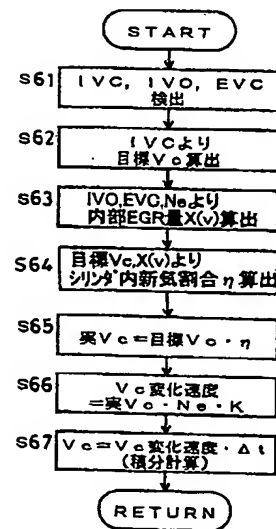 START
S61
IVC, IVO, EVC
検出
S62
IVCより
目標Vc算出
S63
IVO,EVC,Neより
内部EGR量X(v)算出
S64
目標Vc,X(v)より
シリンダ内新気割合η算出
S65
実Vc=目標Vc・η
S66
Vc変化速度
=実Vc・Ne・K
S67
Vc=Vc変化速度・Δt
(積分計算)
RETURN